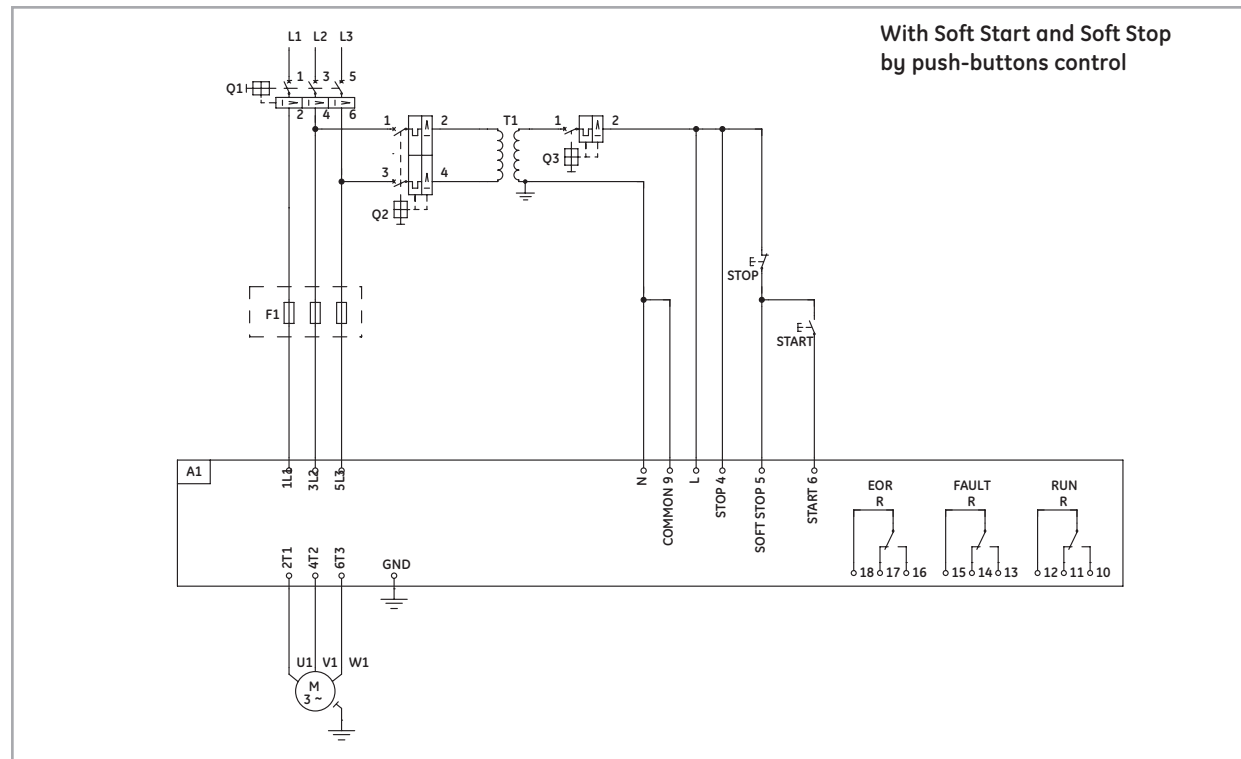 With Soft Start and Soft Stop
by push-buttons control
L1 L2 L3
Q1 1 3 5
2 4 6
1 2 T1 1 2
Q3
3 4
Q2
STOP
F1
START
A1
1L1 3L2 5L3 N COMMON 9 L STOP 4 SOFT STOP 5 START 6
EOR FAULT RUN
R R R
2T1 4T2 6T3 GND
18 17 16 15 14 13 12 11 10
U1 V1 W1
M
3 ~